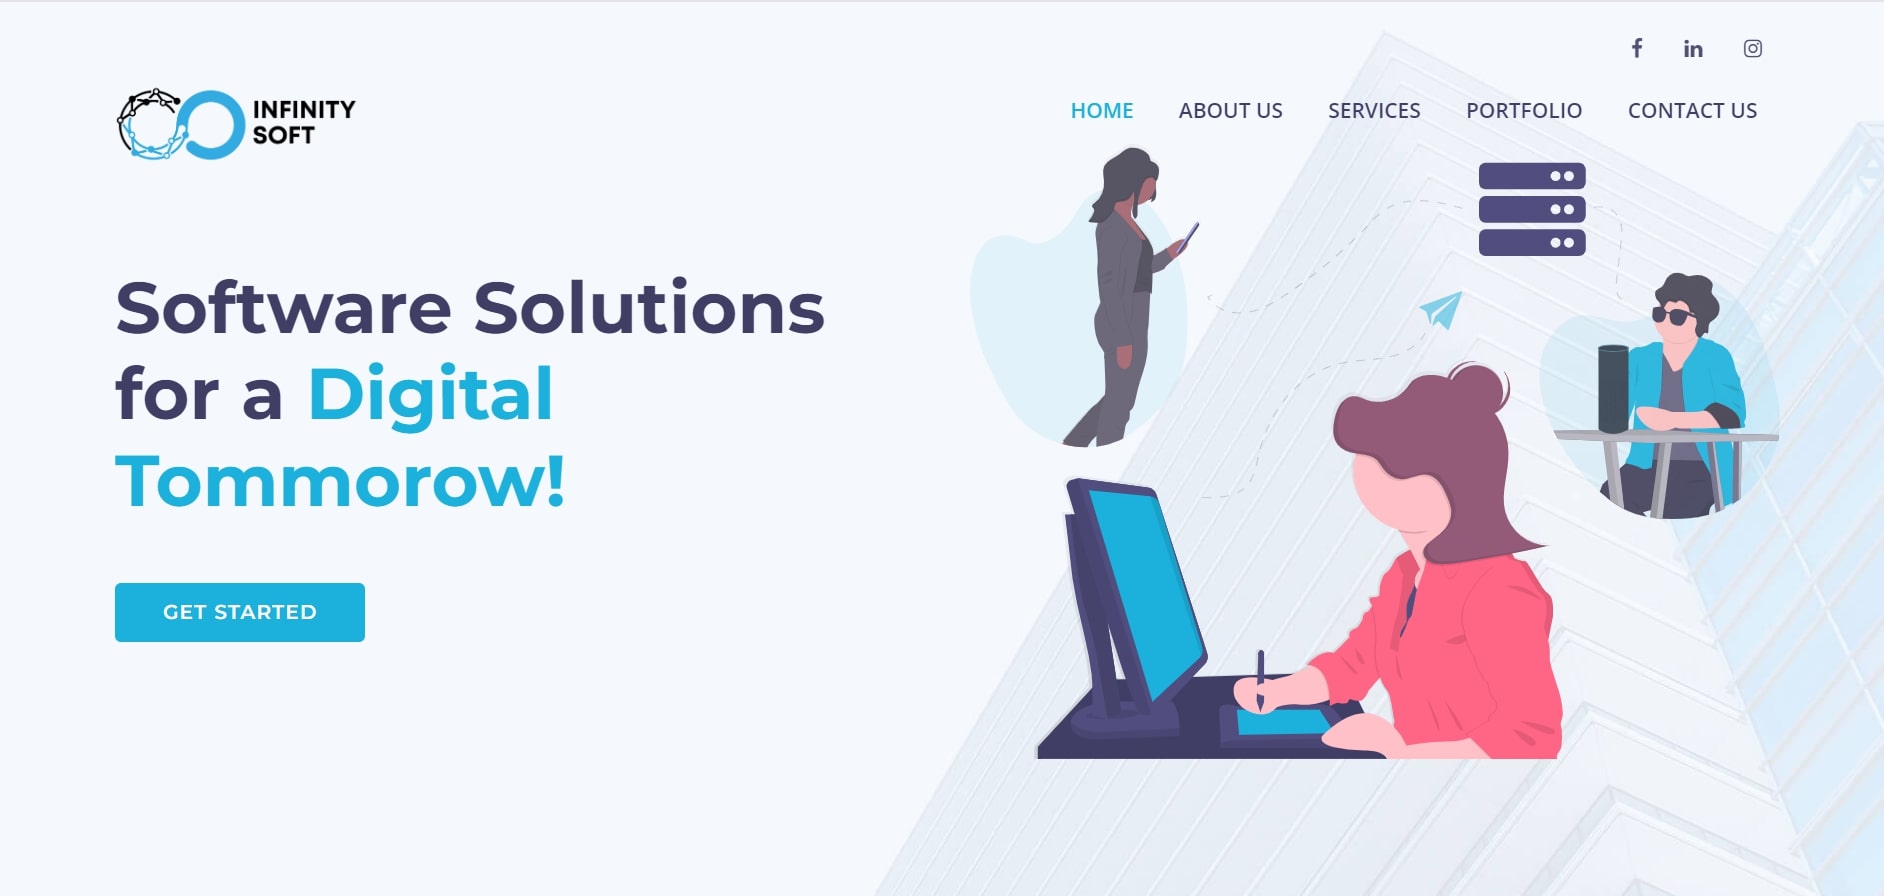 INFINITY
SOFT
HOME ABOUT US SERVICES PORTFOLIO CONTACT US
Software Solutions
for a Digital
Tommorow!
GET STARTED